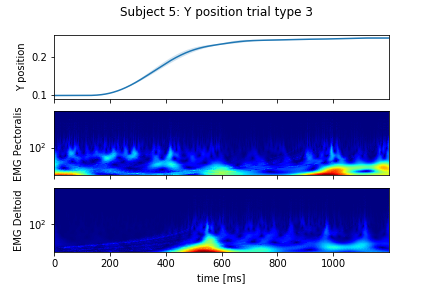 Subject 5: Y position trial type 3
Y position
0.2
0.1
EMG Pectoralis
10²
EMG Deltoid
10²
0 200 400 600 800 1000
time [ms]